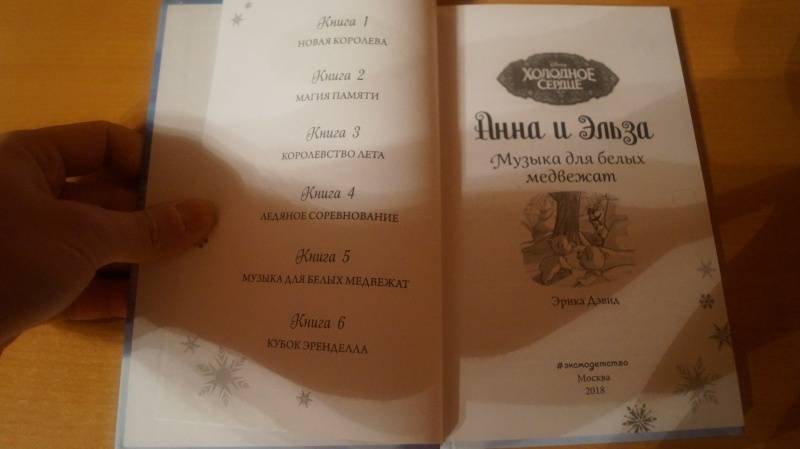 Книга 1
НОВАЯ КОРОЛЕВА
Книга 2
МАГИЯ ПАМЯТИ
Книга 3
КОРОЛЕВСТВО ЛЕТА
Книга 4
ЛЕДЯНОЕ СОРЕВНОВАНИЕ
Книга 5
МУЗЫКА ДЛЯ БЕЛЫХ МЕДВЕЖАТ
Книга 6
КУБОК ЭРЕНДЕЛЛА
Disney
ХОЛОДНОЕ
СЕРДЦЕ
Анна и Эльза
Музыка для белых
медвежат
Эрика Дэвид
#эксмодетство
Москва
2018